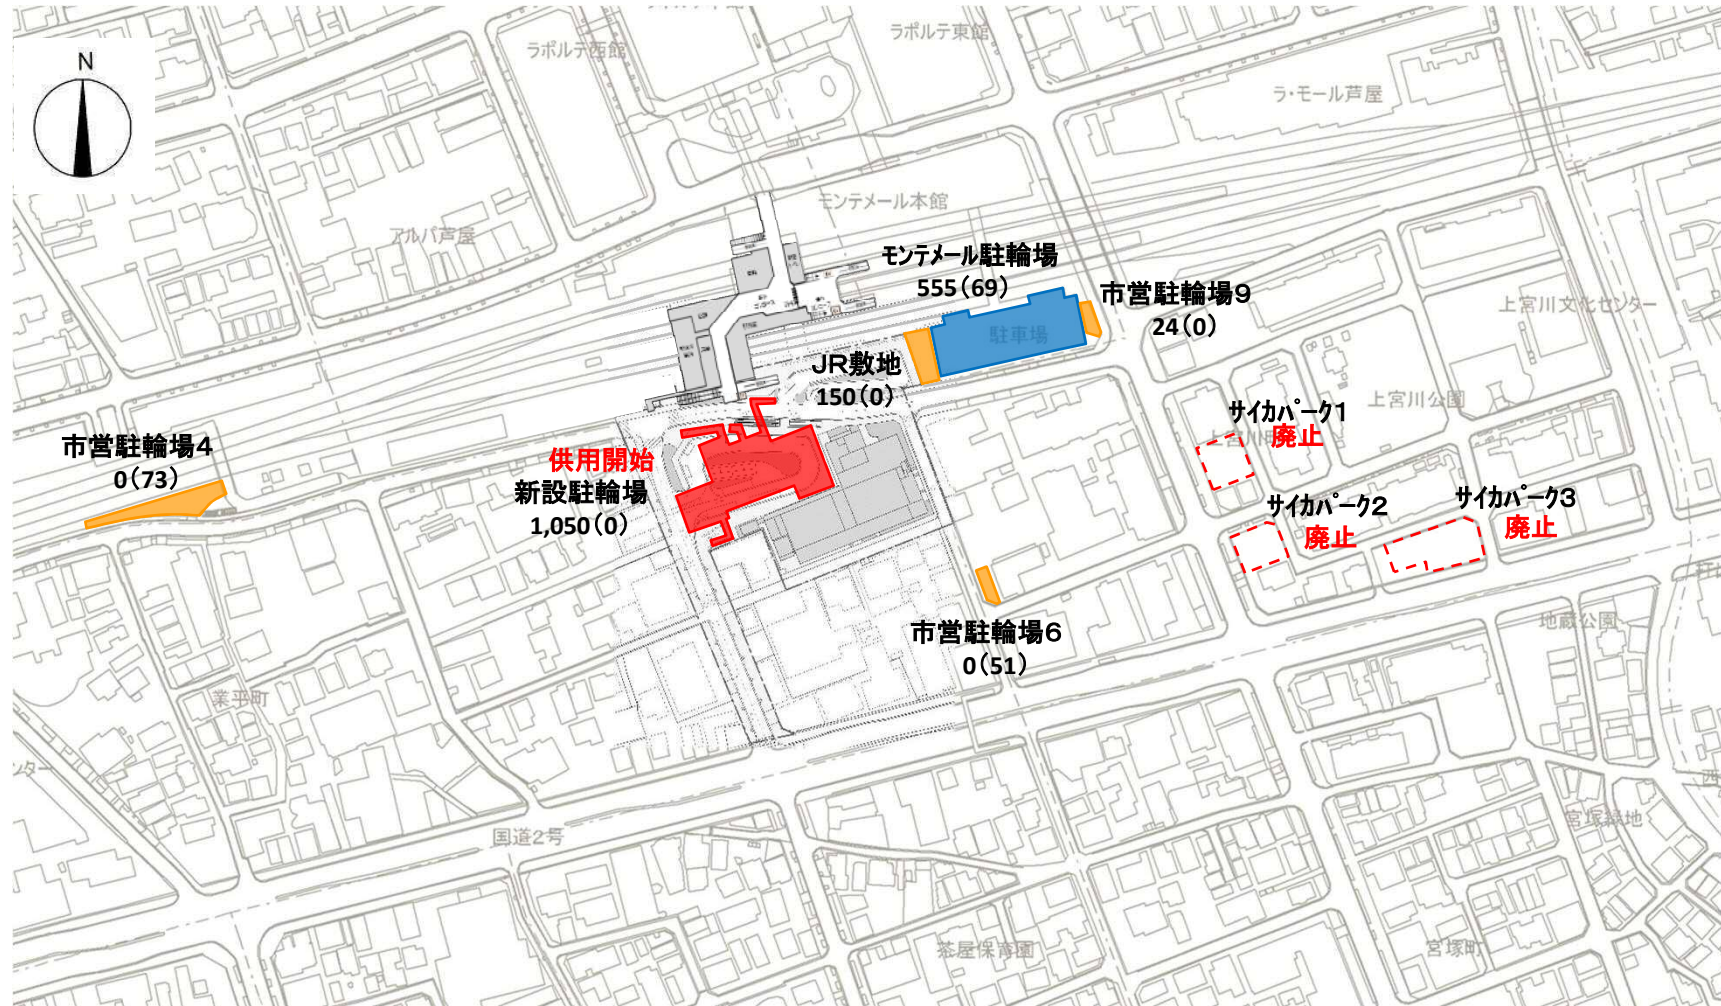 ラポルテ西館
ラポルテ東館
N
ラ・モール芦屋
モンテメール本館
アルパ芦屋
モンテメール駐輪場
555(69)
市営駐輪場9
24(0)
上宮川文化センター
駐車場
JR敷地
150(0)
上宮川公園
サイカパーク1
廃止
市営駐輪場4
0(73)
供用開始
新設駐輪場
1,050(0)
サイカパーク2
廃止
サイカパーク3
廃止
市営駐輪場6
0(51)
地蔵公園
業平町
ンター
国道2号
宮塚緑地
茶屋保育園
宮塚町